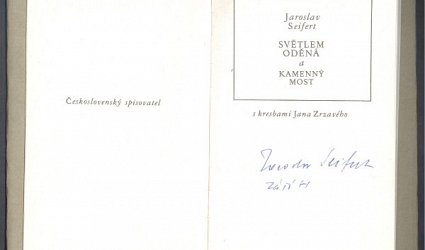 Československý spisovatel
Jaroslav
Seifert
SVĚTLEM
ODĚNÁ
a
KAMENNÝ
MOST
s kresbami Jana Zrzavého
Jaroslav Seifert